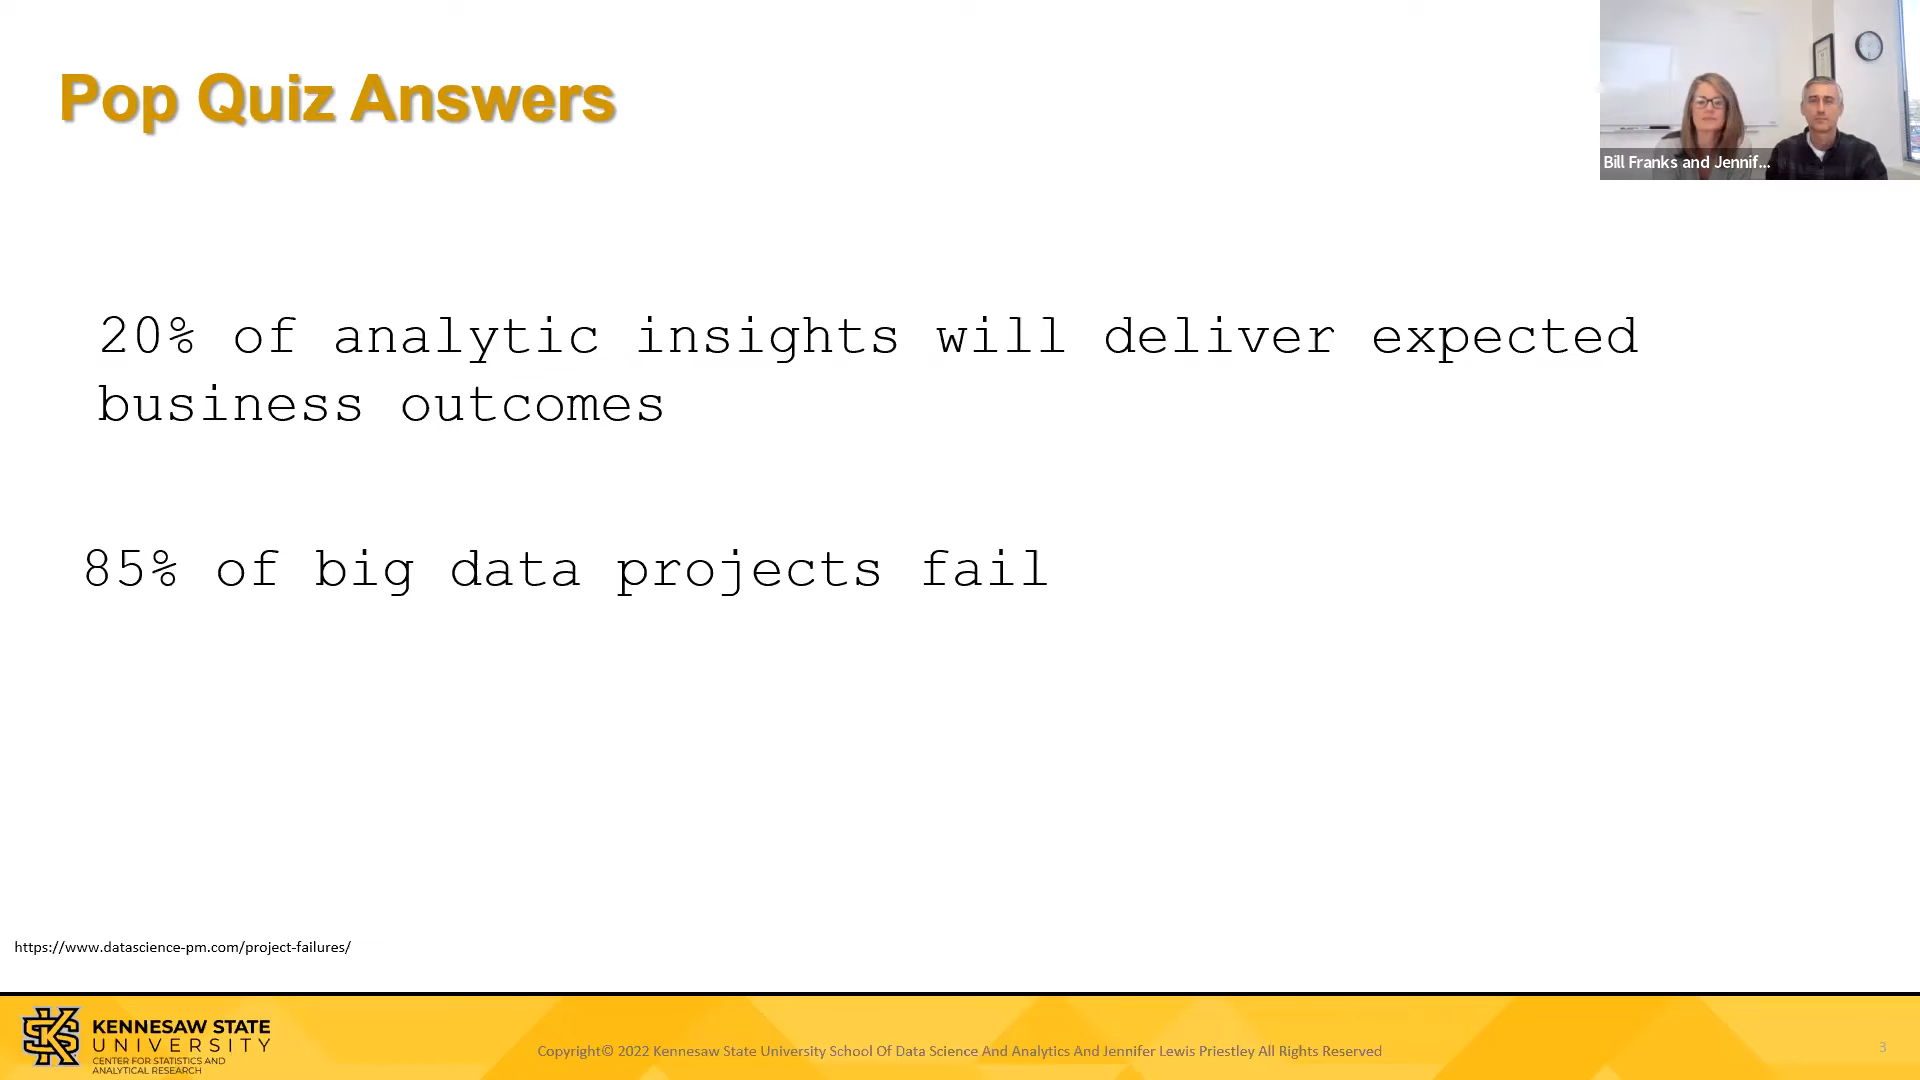 Pop Quiz Answers
Bill Franks and Jennif...
20% of analytic insights will deliver expected
business outcomes
85% of big data projects fail
https://www.datascience-pm.com/project-failures/
KS
KENNESAW STATE
UNIVERSITY
CENTER FOR STATISTICS AND
ANALYTICAL RESEARCH
Copyright© 2022 Kennesaw State University School Of Data Science And Analytics And Jennifer Lewis Priestley All Rights Reserved
3